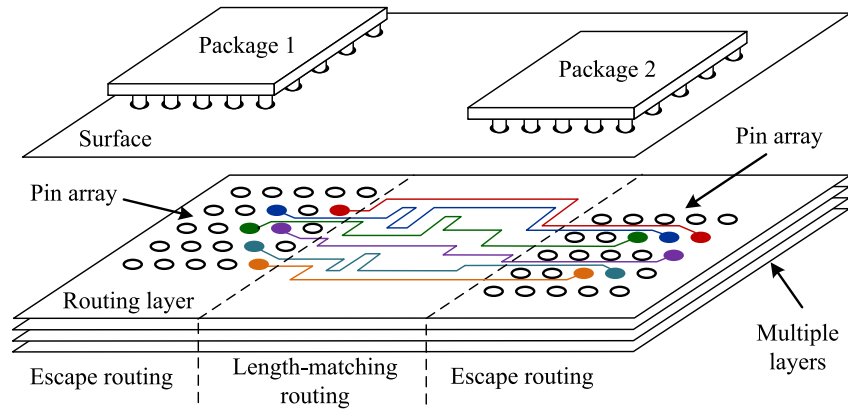 Package 1
Package 2
Surface
Pin array
Pin array
Routing layer
Multiple
layers
Escape routing
Length-matching
routing
Escape routing